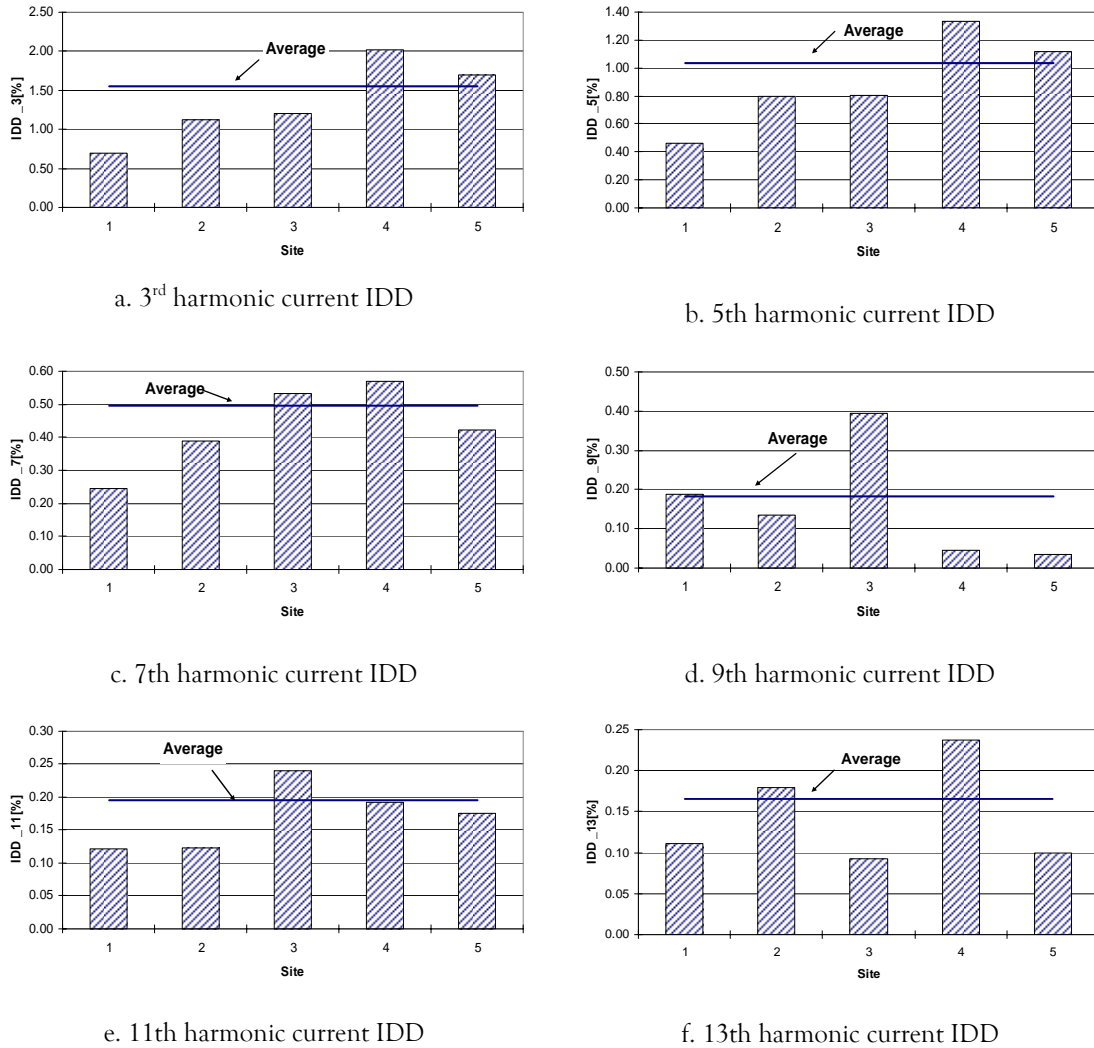 2.50
2.00
1.50
1.00
0.50
0.00
IDD_3[%]
Average
1 2 3 4 5
Site
a. 3rd harmonic current IDD
1.40
1.20
1.00
0.80
0.60
0.40
0.20
0.00
IDD_5[%]
Average
1 2 3 4 5
Site
b. 5th harmonic current IDD
0.60
0.50
0.40
0.30
0.20
0.10
0.00
IDD_7[%]
Average
1 2 3 4 5
Site
c. 7th harmonic current IDD
0.50
0.40
0.30
0.20
0.10
0.00
IDD_9[%]
Average
1 2 3 4 5
Site
d. 9th harmonic current IDD
0.30
0.25
0.20
0.15
0.10
0.05
0.00
IDD_11[%]
Average
1 2 3 4 5
Site
e. 11th harmonic current IDD
0.25
0.20
0.15
0.10
0.05
0.00
IDD_13[%]
Average
1 2 3 4 5
Site
f. 13th harmonic current IDD